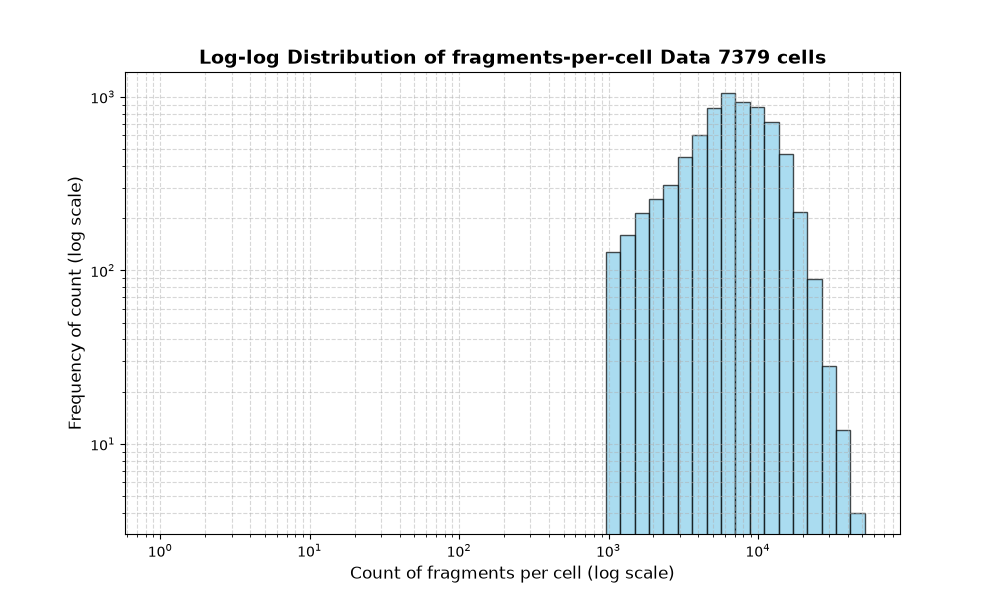 Log-log Distribution of fragments-per-cell Data 7379 cells
Frequency of count (log scale)
10³
10²
10¹
10⁰ 10¹ 10² 10³ 10⁴
Count of fragments per cell (log scale)